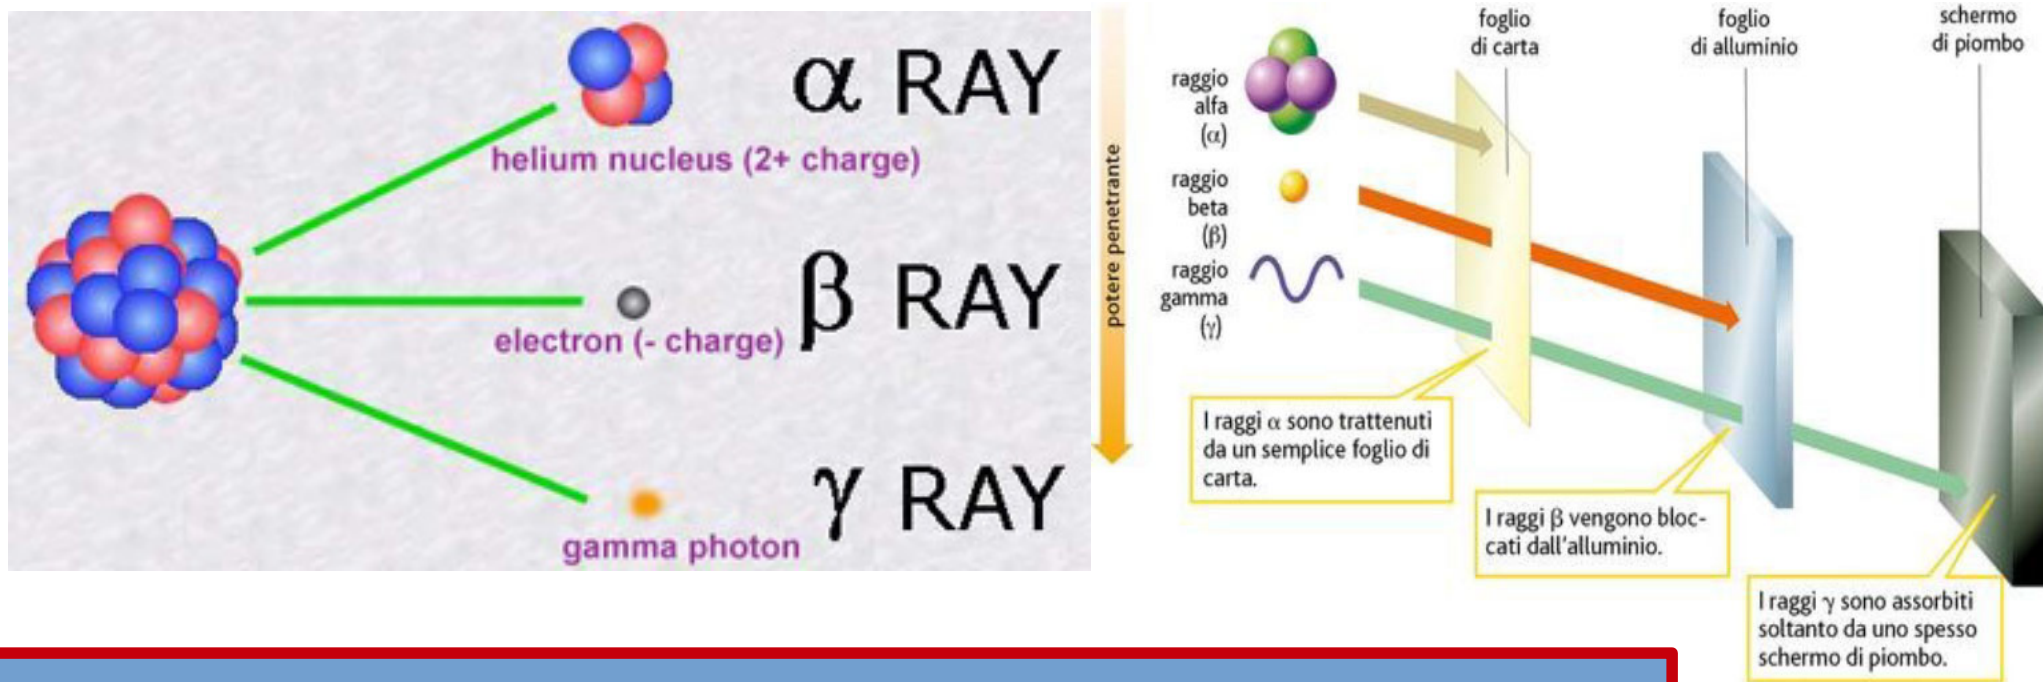 α RAY
helium nucleus (2+ charge)
β RAY
electron (- charge)
γ RAY
gamma photon
potere penetrante
foglio
di carta
foglio
di alluminio
schermo
di piombo
raggio
alfa
(α)
raggio
beta
(β)
raggio
gamma
(γ)
I raggi α sono trattenuti
da un semplice foglio di
carta.
I raggi β vengono bloc-
cati dall'alluminio.
I raggi γ sono assorbiti
soltanto da uno spesso
schermo di piombo.